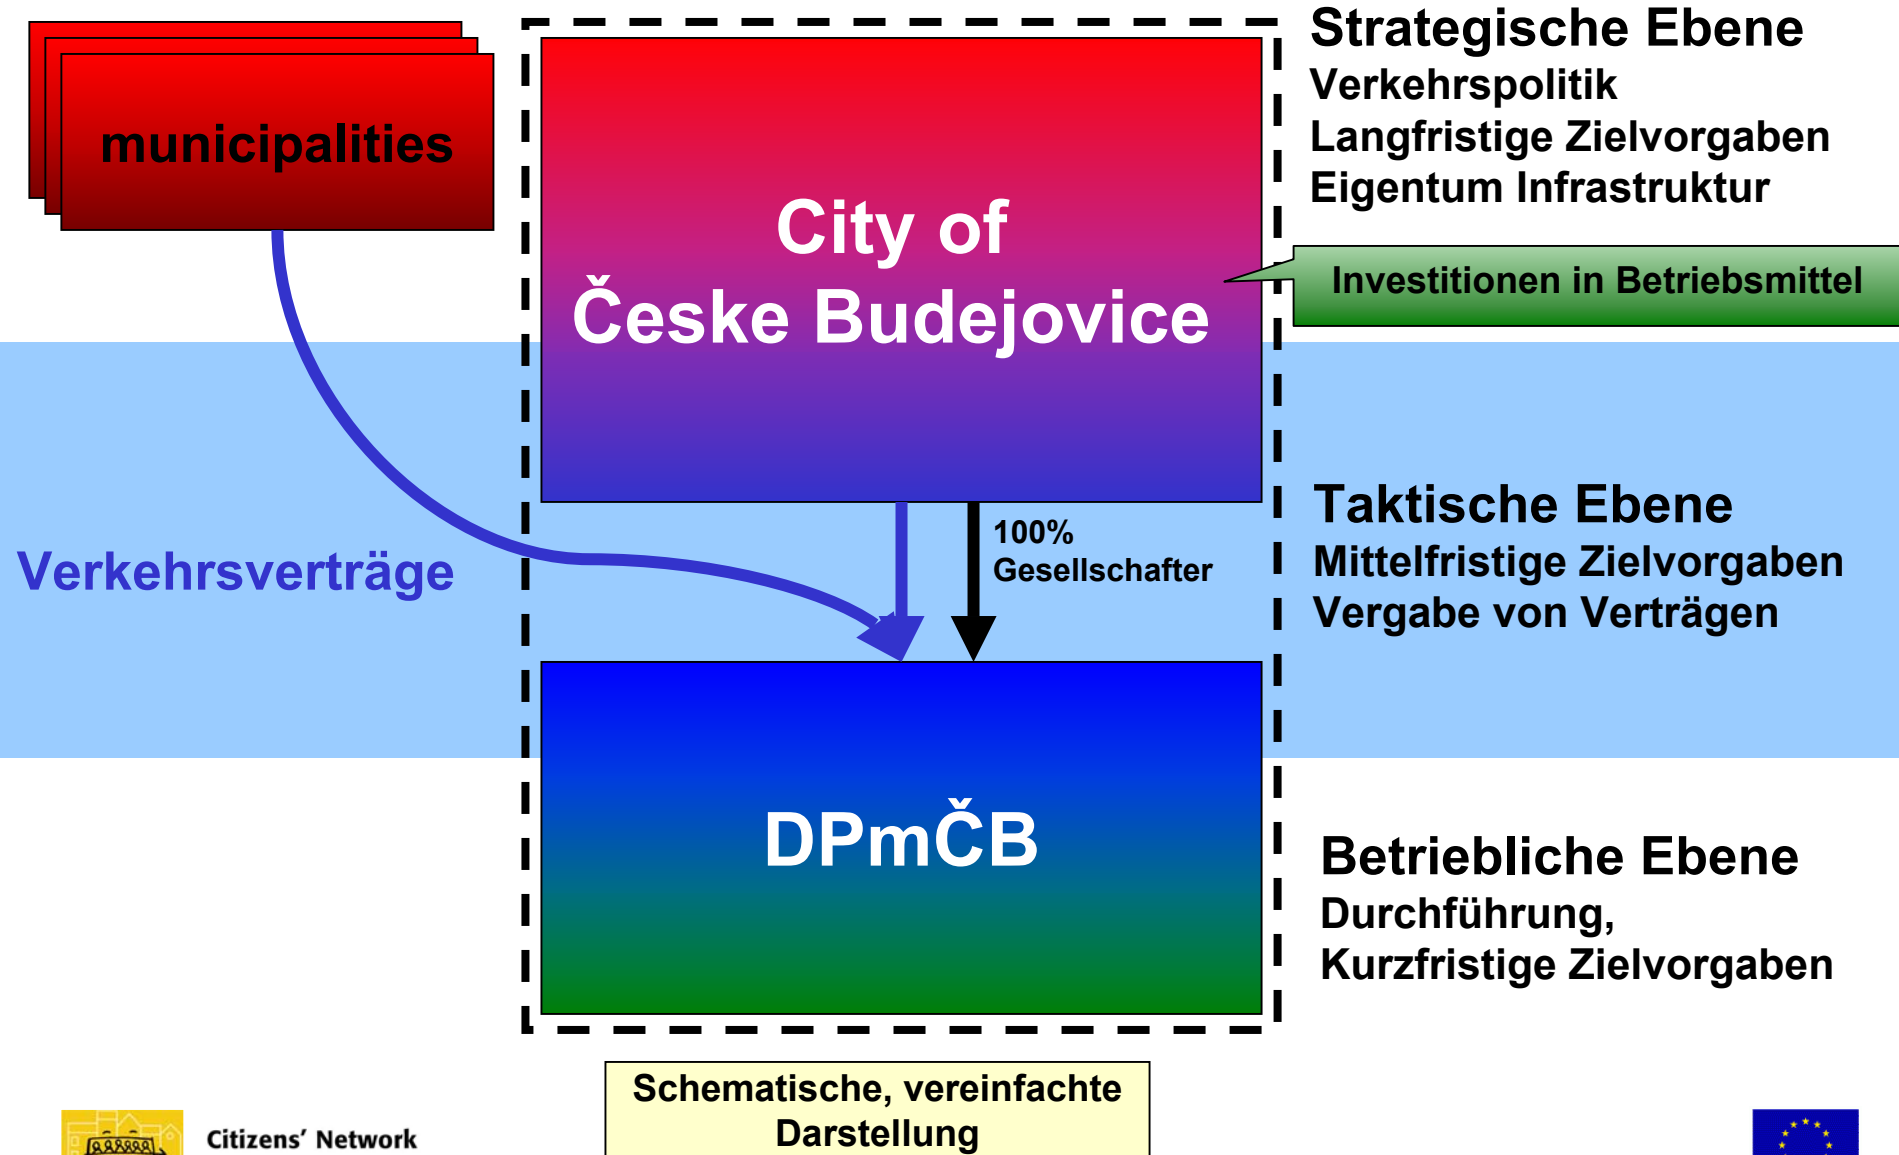 municipalities
City of
Česke Budejovice
Strategische Ebene
Verkehrspolitik
Langfristige Zielvorgaben
Eigentum Infrastruktur
Investitionen in Betriebsmittel
Verkehrsverträge
100%
Gesellschafter
Taktische Ebene
Mittelfristige Zielvorgaben
Vergabe von Verträgen
DPmČB
Betriebliche Ebene
Durchführung,
Kurzfristige Zielvorgaben
Schematische, vereinfachte
Darstellung
Citizens’ Network